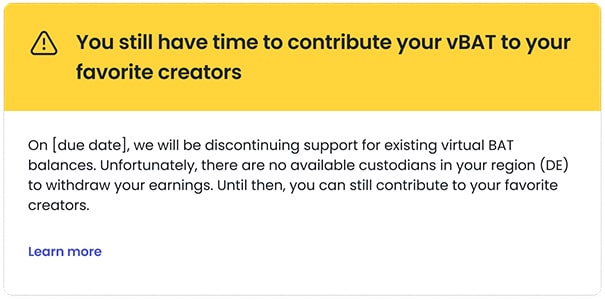 You still have time to contribute your vBAT to your
favorite creators
On [due date], we will be discontinuing support for existing virtual BAT
balances. Unfortunately, there are no available custodians in your region (DE)
to withdraw your earnings. Until then, you can still contribute to your favorite
creators.
Learn more